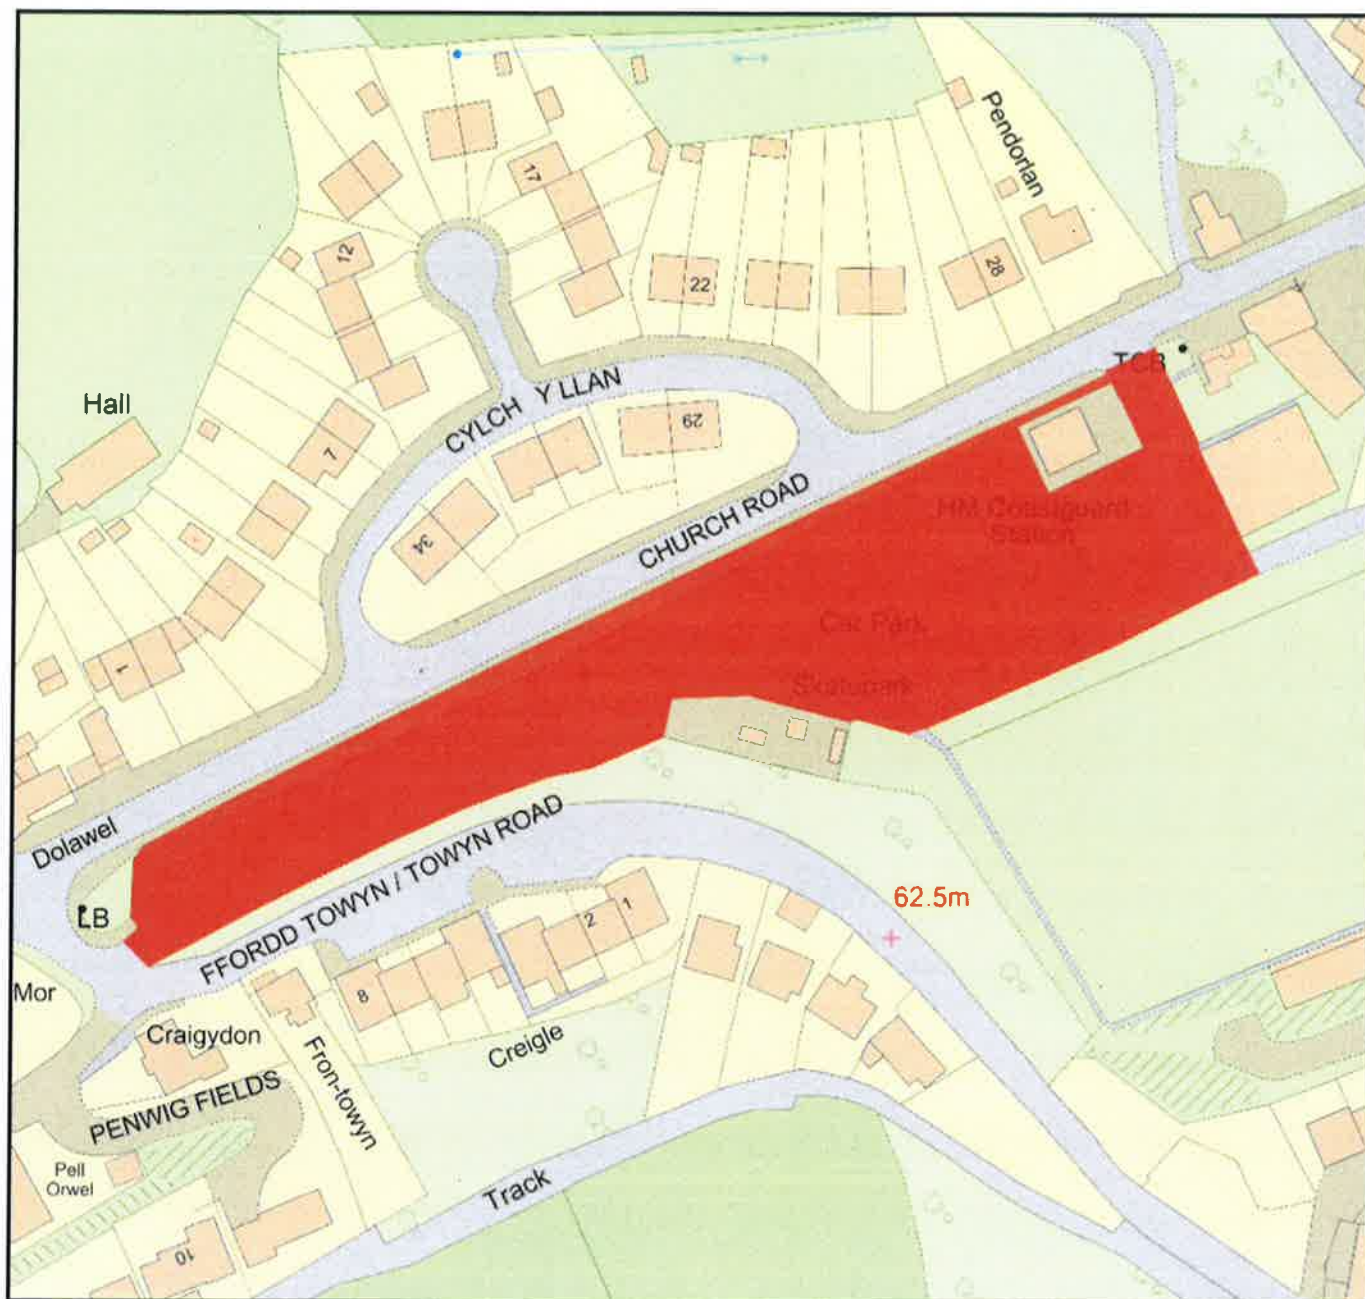 Pendorlan
17
12
22
28
TCB
CYLCH Y LLAN
Hall
29
7
CHURCH ROAD
34
HM Coastguard
Station
Car Park
Skatepark
1
Dolawel
FFORDD TOWYN / TOWYN ROAD
62.5m
LB
2
1
8
Mor
Craigydon
Creigle
Fron-towyn
PENWIG FIELDS
Pell
Orwel
Track
10